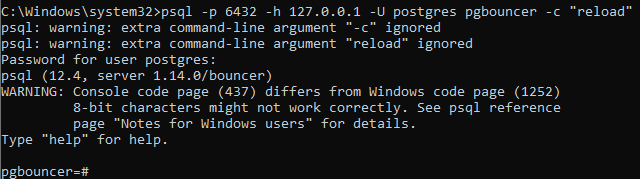 C:\Windows\system32>psql -p 6432 -h 127.0.0.1 -U postgres pgbouncer -c "reload"
psql: warning: extra command-line argument "-c" ignored
psql: warning: extra command-line argument "reload" ignored
Password for user postgres:
psql (12.4, server 1.14.0/bouncer)
WARNING: Console code page (437) differs from Windows code page (1252)
         8-bit characters might not work correctly. See psql reference
         page "Notes for Windows users" for details.
Type "help" for help.
pgbouncer=#